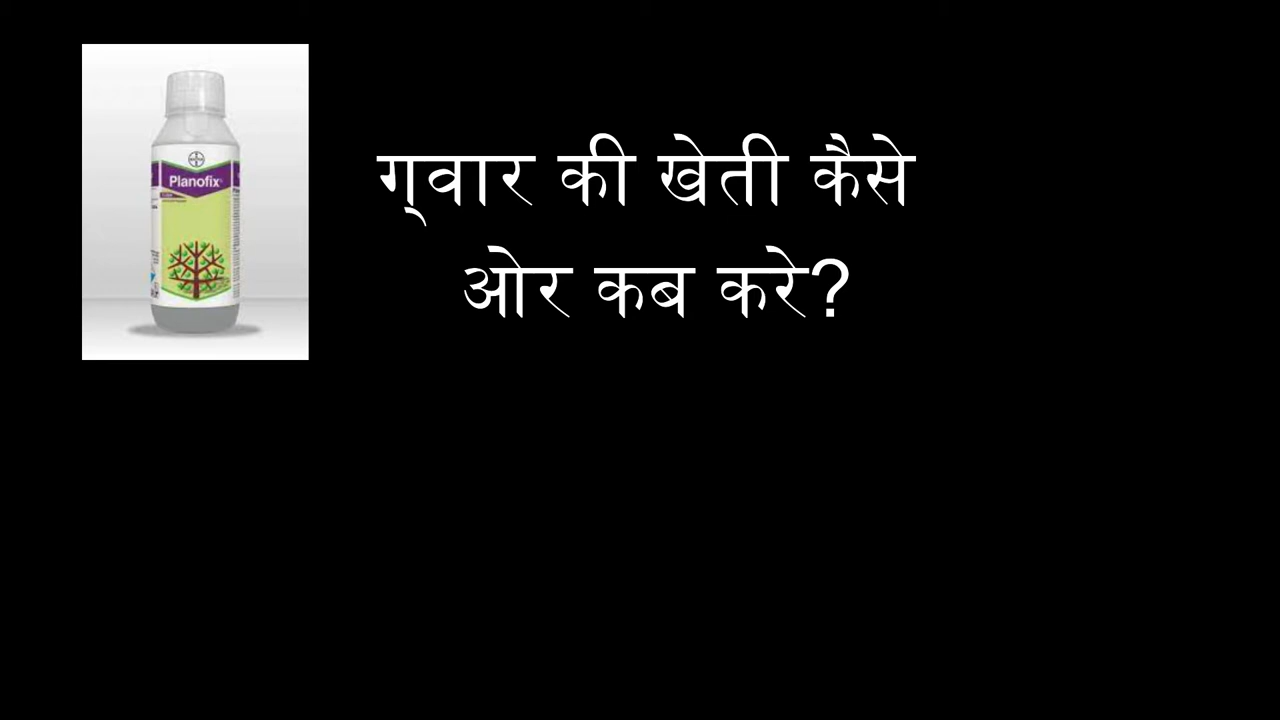 Planofix
ग्‌वार की खेती कैसे
ओर कब करे?